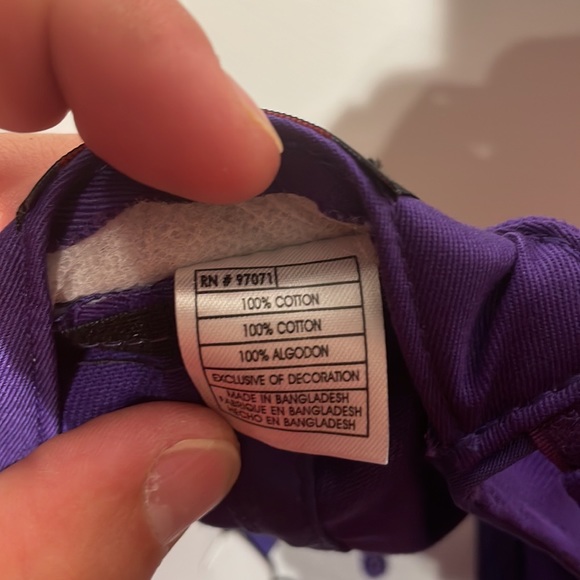 RN # 97071
100% COTTON
100% COTTON
100% ALGODON
EXCLUSIVE OF DECORATION
MADE IN BANGLADESH
FABRIQUE EN BANGLADESH
HECHO EN BANGLADESH